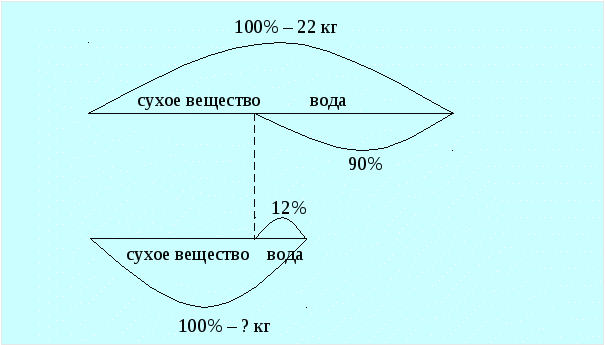 100% – 22 кг
сухое вещество вода
90%
12%
сухое вещество вода
100% – ? кг